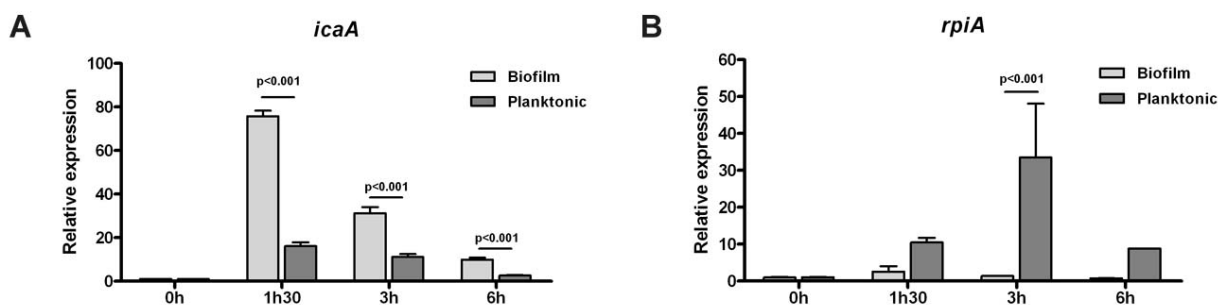 A
icaA
Relative expression
100
80
60
40
20
0
p<0.001
p<0.001
p<0.001
Biofilm
Planktonic
0h 1h30 3h 6h
B
rpiA
Relative expression
60
50
40
30
20
10
0
p<0.001
Biofilm
Planktonic
0h 1h30 3h 6h